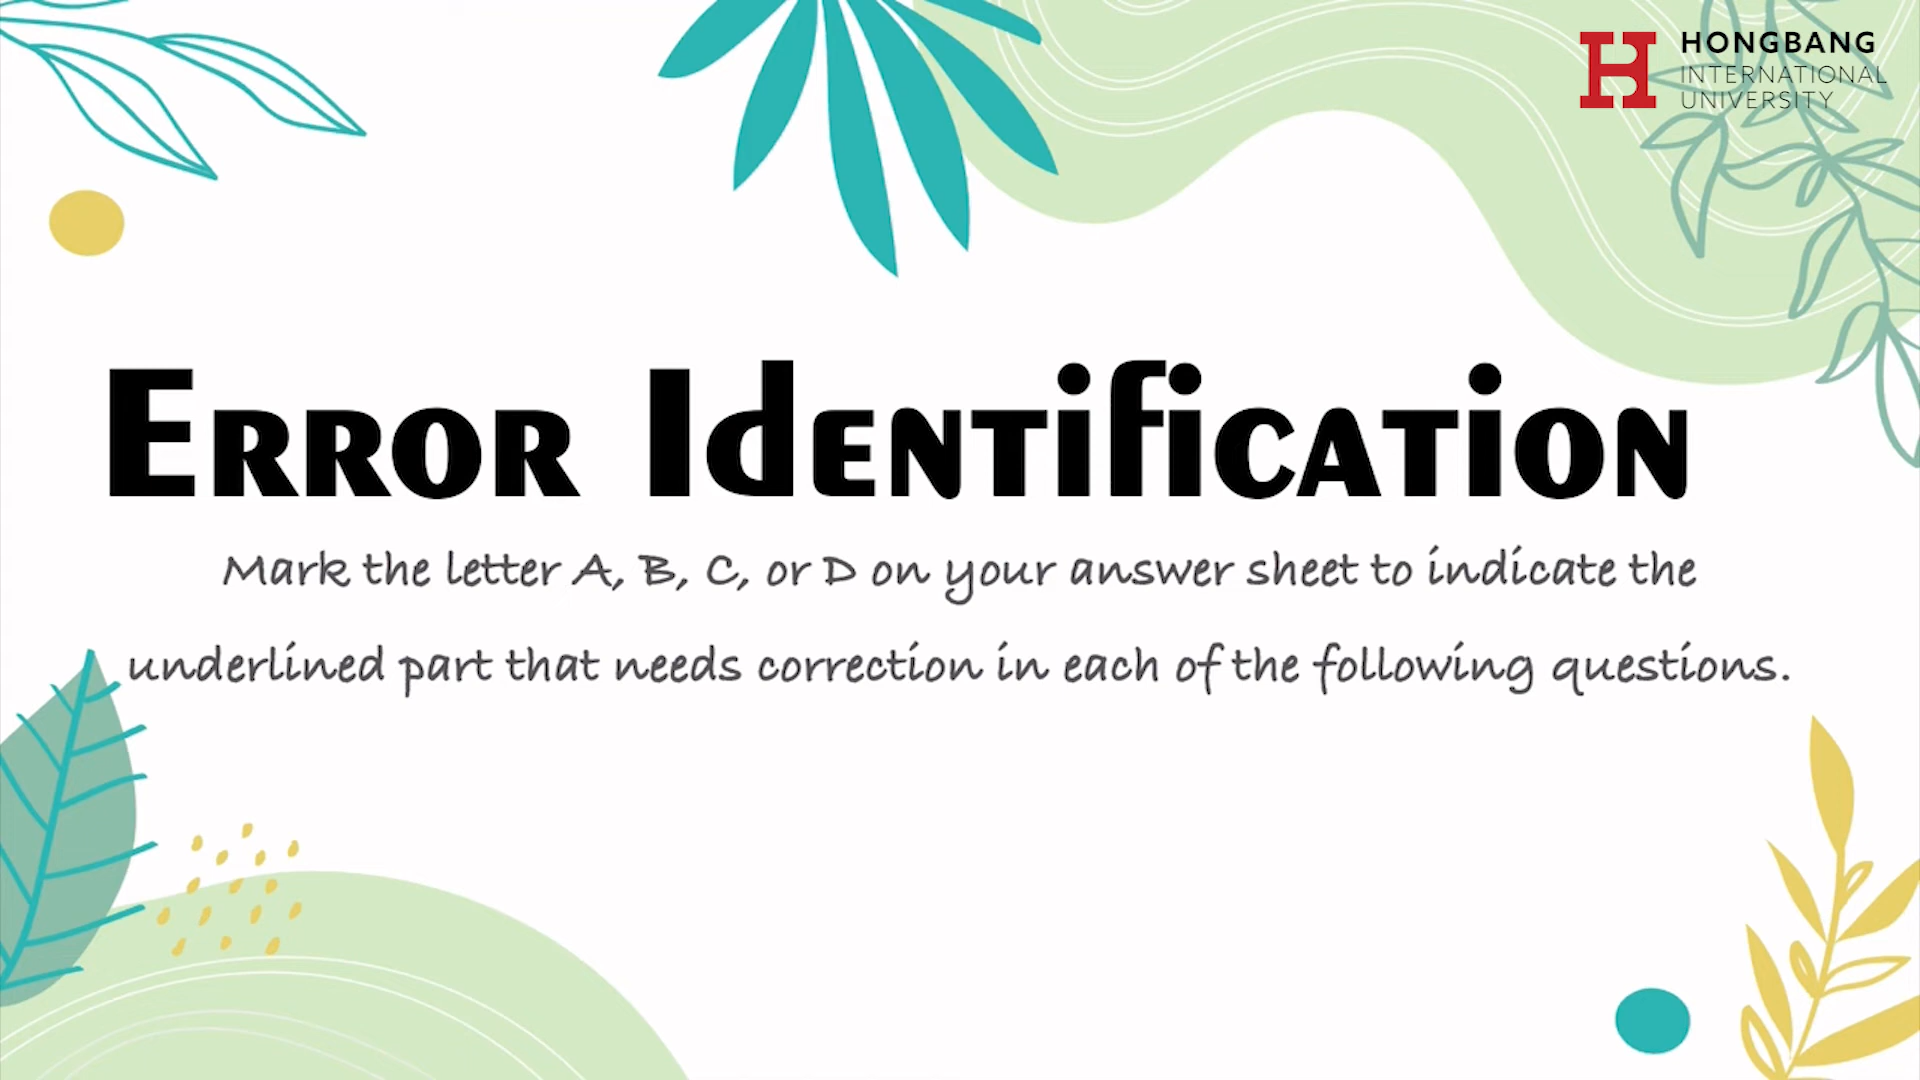 HONGBANG
INTERNATIONAL
UNIVERSITY
Error Identification
Mark the letter A, B, C, or D on your answer sheet to indicate the
underlined part that needs correction in each of the following questions.